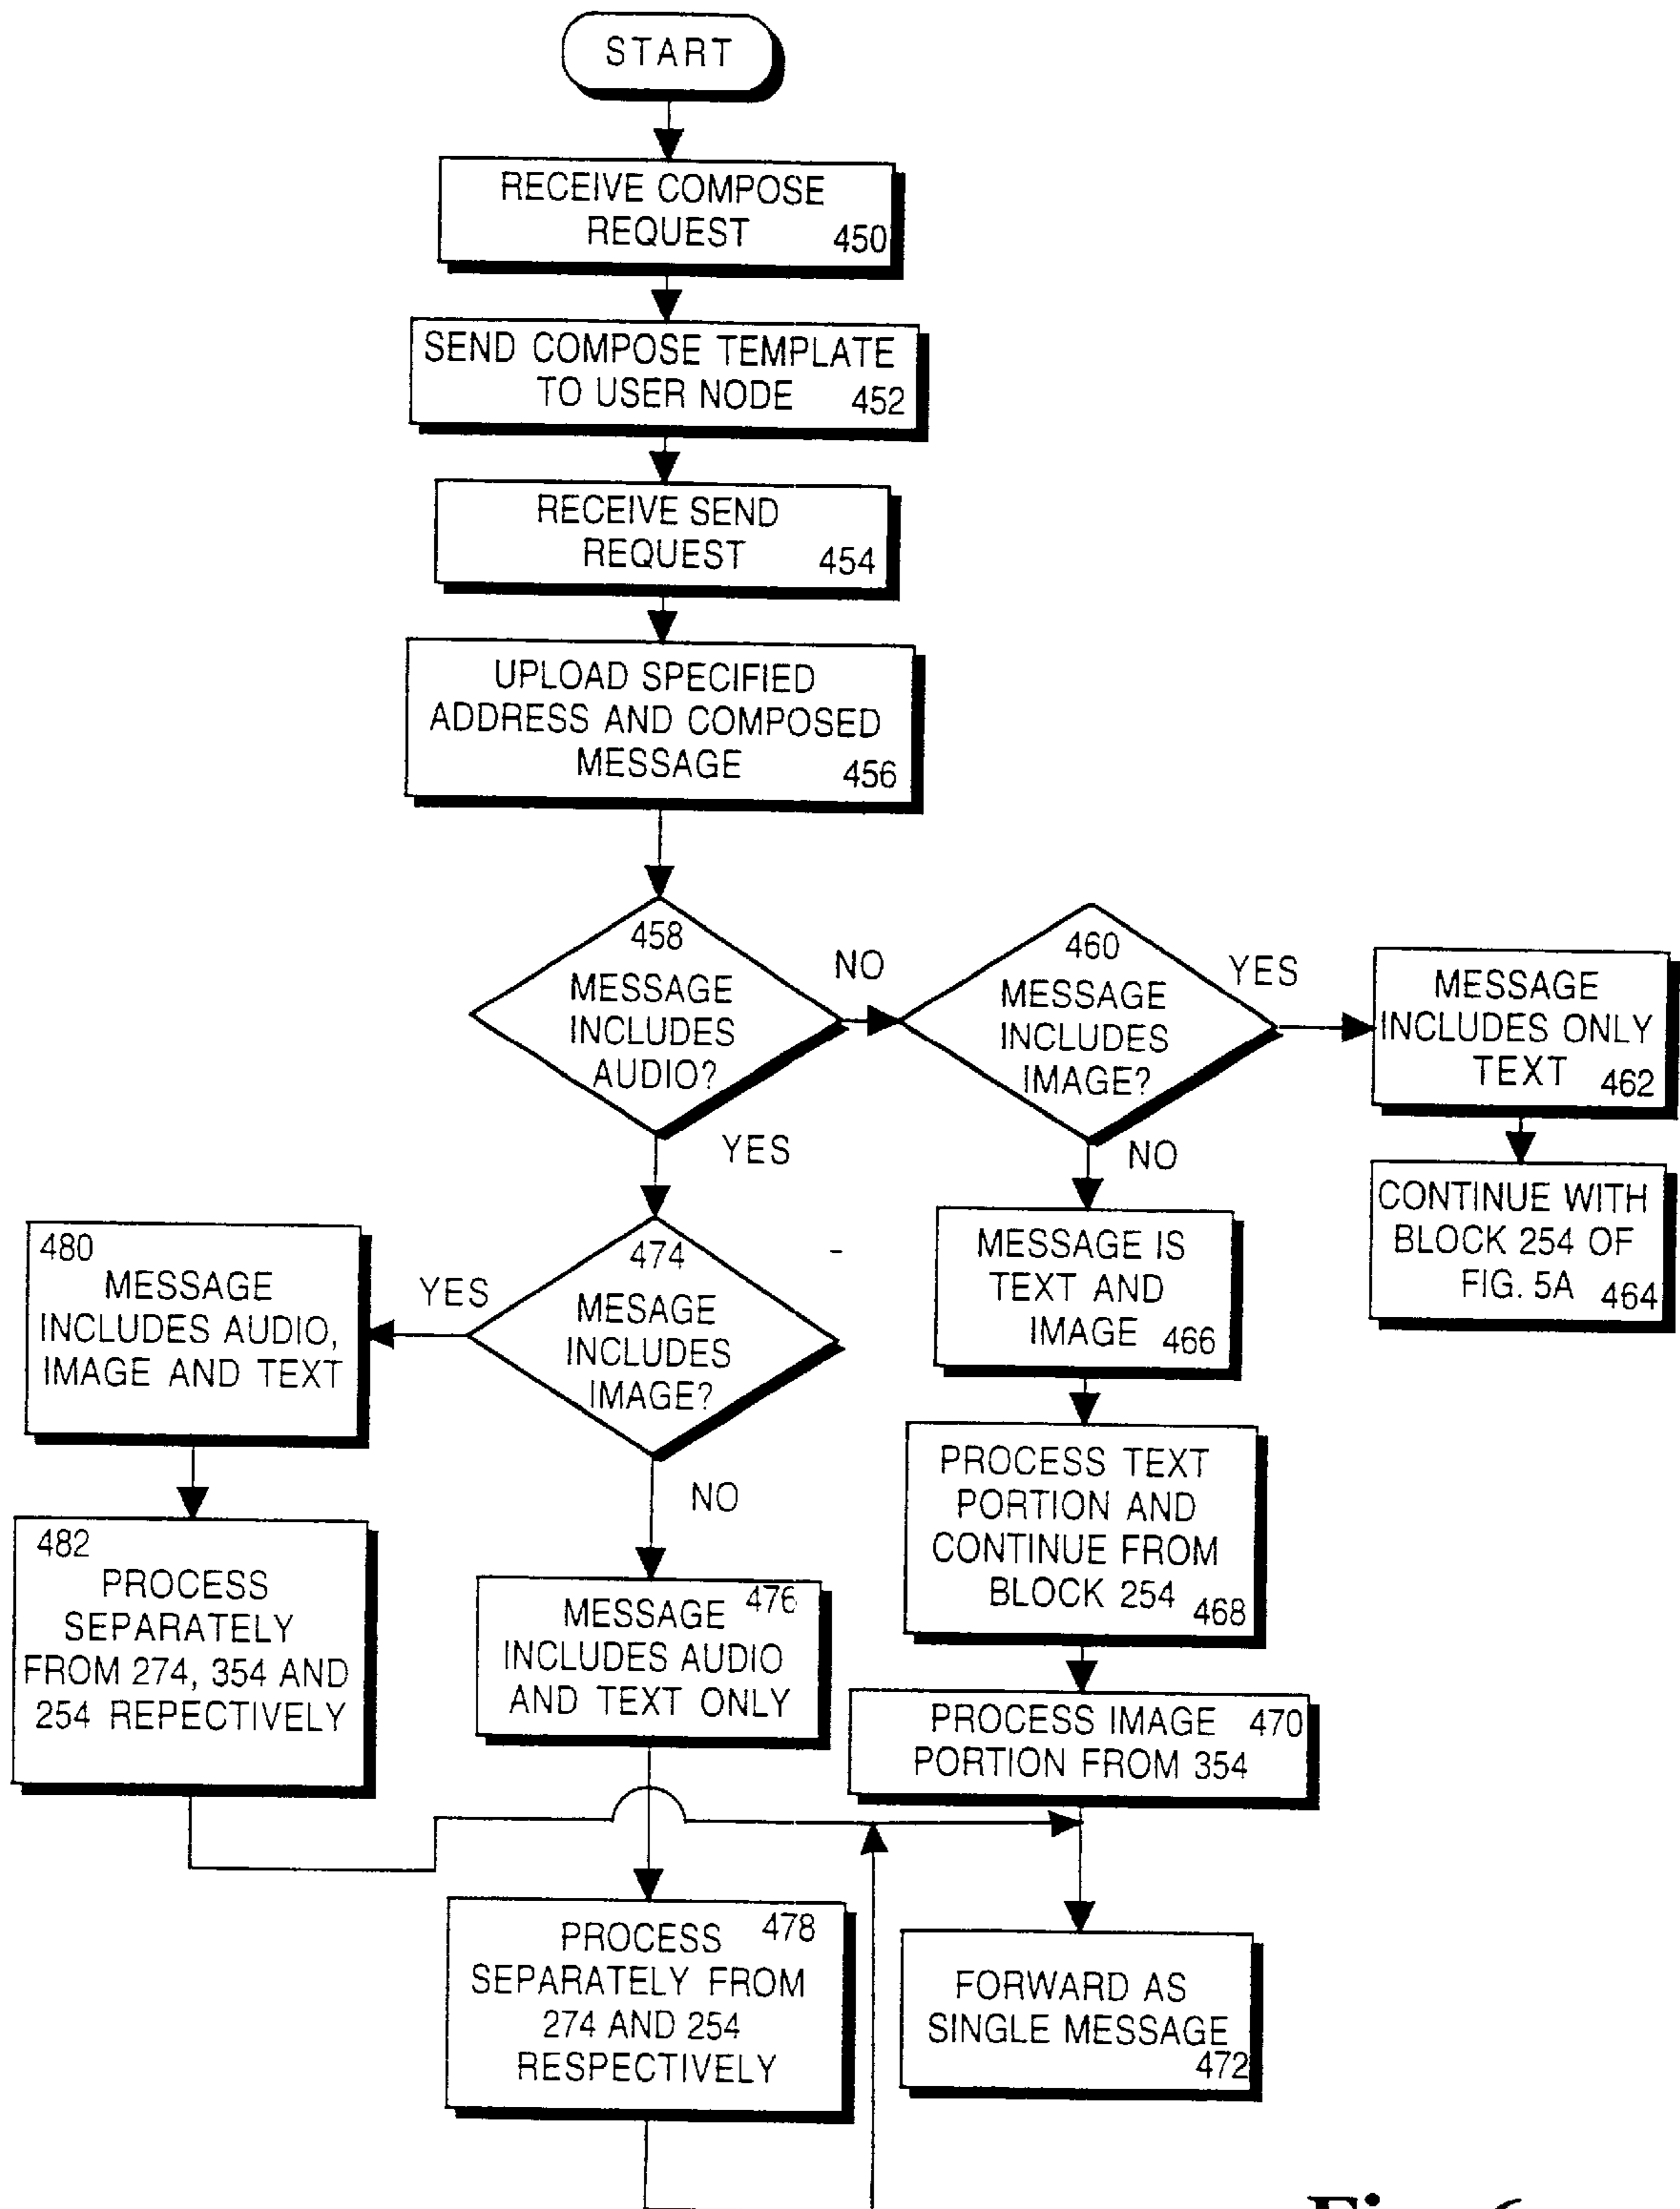 START
RECEIVE COMPOSE
REQUEST 450
SEND COMPOSE TEMPLATE
TO USER NODE 452
RECEIVE SEND
REQUEST 454
UPLOAD SPECIFIED
ADDRESS AND COMPOSED
MESSAGE 456
458
MESSAGE
INCLUDES
AUDIO?
NO
YES
460
MESSAGE
INCLUDES
IMAGE?
YES
NO
MESSAGE
INCLUDES ONLY
TEXT 462
CONTINUE WITH
BLOCK 254 OF
FIG. 5A 464
MESSAGE IS
TEXT AND
IMAGE 466
PROCESS TEXT
PORTION AND
CONTINUE FROM
BLOCK 254 468
PROCESS IMAGE 470
PORTION FROM 354
474
MESAGE
INCLUDES
IMAGE?
YES
NO
480
MESSAGE
INCLUDES AUDIO,
IMAGE AND TEXT
482
PROCESS
SEPARATELY
FROM 274, 354 AND
254 REPECTIVELY
MESSAGE 476
INCLUDES AUDIO
AND TEXT ONLY
PROCESS 478
SEPARATELY FROM
274 AND 254
RESPECTIVELY
FORWARD AS
SINGLE MESSAGE
472